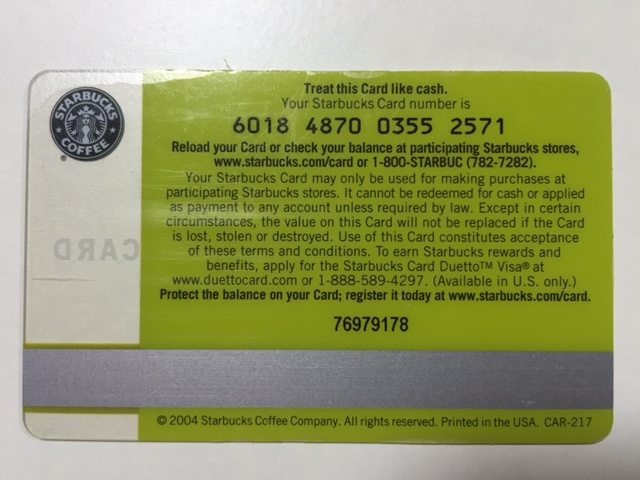 STARBUCKS
COFFEE
®
CARD
Treat this Card like cash.
Your Starbucks Card number is
6018 4870 0355 2571
Reload your Card or check your balance at participating Starbucks stores,
www.starbucks.com/card or 1-800-STARBUC (782-7282).
Your Starbucks Card may only be used for making purchases at
participating Starbucks stores. It cannot be redeemed for cash or applied
as payment to any account unless required by law. Except in certain
circumstances, the value on this Card will not be replaced if the Card
is lost, stolen or destroyed. Use of this Card constitutes acceptance
of these terms and conditions. To earn Starbucks rewards and
benefits, apply for the Starbucks Card Duetto™ Visa® at
www.duettocard.com or 1-888-589-4297. (Available in U.S. only.)
Protect the balance on your Card; register it today at www.starbucks.com/card.
76979178
© 2004 Starbucks Coffee Company. All rights reserved. Printed in the USA. CAR-217